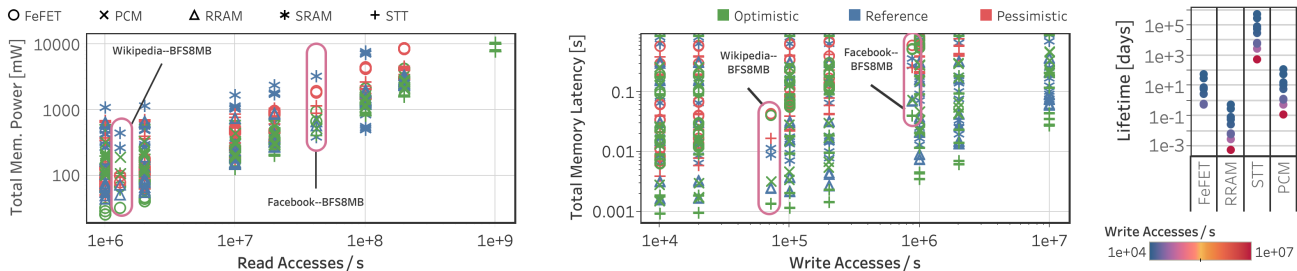 FeFET PCM RRAM SRAM STT
Total Mem. Power [mW]
10000
1000
100
Wikipedia--BFS8MB
Facebook--BFS8MB
1e+6 1e+7 1e+8 1e+9
Read Accesses / s
Optimistic Reference Pessimistic
Total Memory Latency [s]
0.1
0.01
0.001
Wikipedia--
BFS8MB
Facebook--
BFS8MB
1e+4 1e+5 1e+6 1e+7
Write Accesses / s
Lifetime [days]
1e+5
1e+3
1e+1
1e-1
1e-3
FeFET RRAM STT PCM
Write Accesses / s
1e+04 1e+07